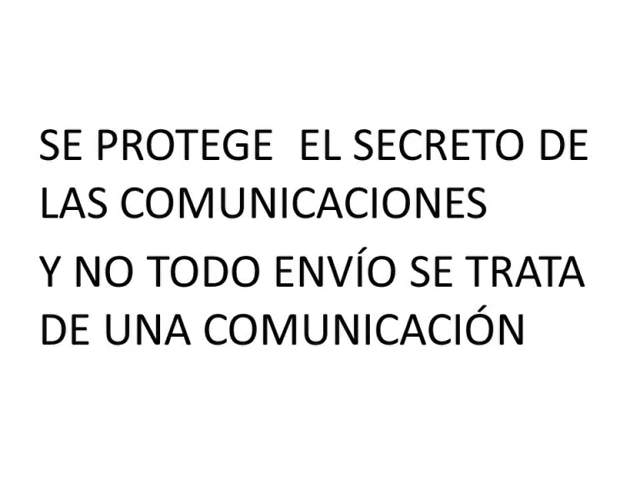 SE PROTEGE  EL SECRETO DE
LAS COMUNICACIONES
Y NO TODO ENVÍO SE TRATA
DE UNA COMUNICACIÓN